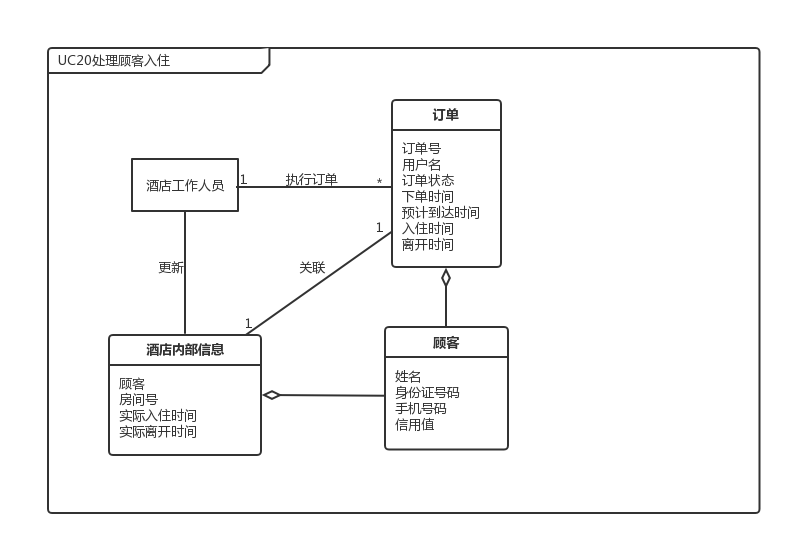 UC20处理顾客入住
订单
订单号
用户名
订单状态
下单时间
预计到达时间
入住时间
离开时间
酒店工作人员
1
执行订单
*
1
关联
更新
1
酒店内部信息
顾客
房间号
实际入住时间
实际离开时间
顾客
姓名
身份证号码
手机号码
信用值